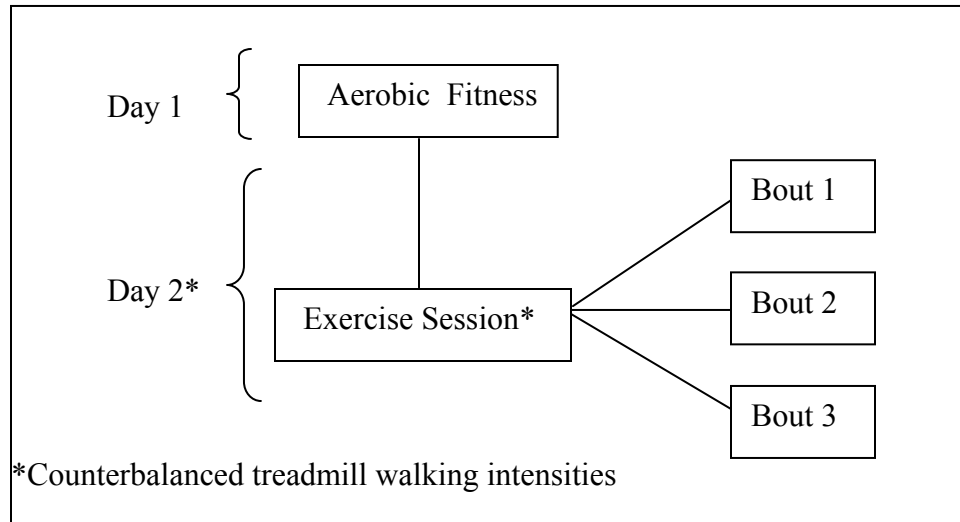 Day 1
Aerobic Fitness
Day 2*
Exercise Session*
Bout 1
Bout 2
Bout 3
*Counterbalanced treadmill walking intensities